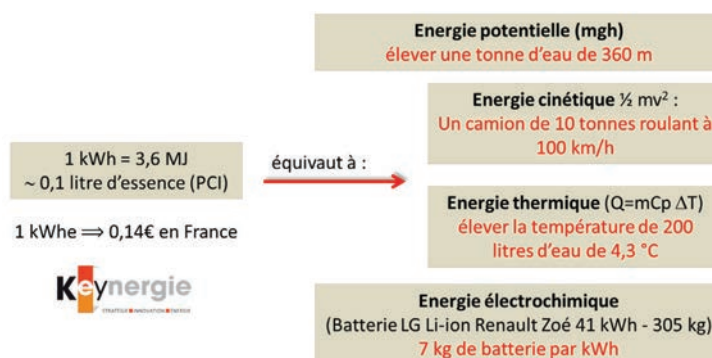 Energie potentielle (mgh)
élever une tonne d'eau de 360 m
Energie cinétique ½ mv² :
Un camion de 10 tonnes roulant à
100 km/h
1 kWh = 3,6 MJ
~ 0,1 litre d'essence (PCI)
équivaut à :
1 kWhe ⟹ 0,14€ en France
Energie thermique (Q=mCp ΔT)
élever la température de 200
litres d'eau de 4,3 °C
Keynergie
STRATEGIE ■ INNOVATION ■ ENERGIE
Energie électrochimique
(Batterie LG Li-ion Renault Zoé 41 kWh - 305 kg)
7 kg de batterie par kWh